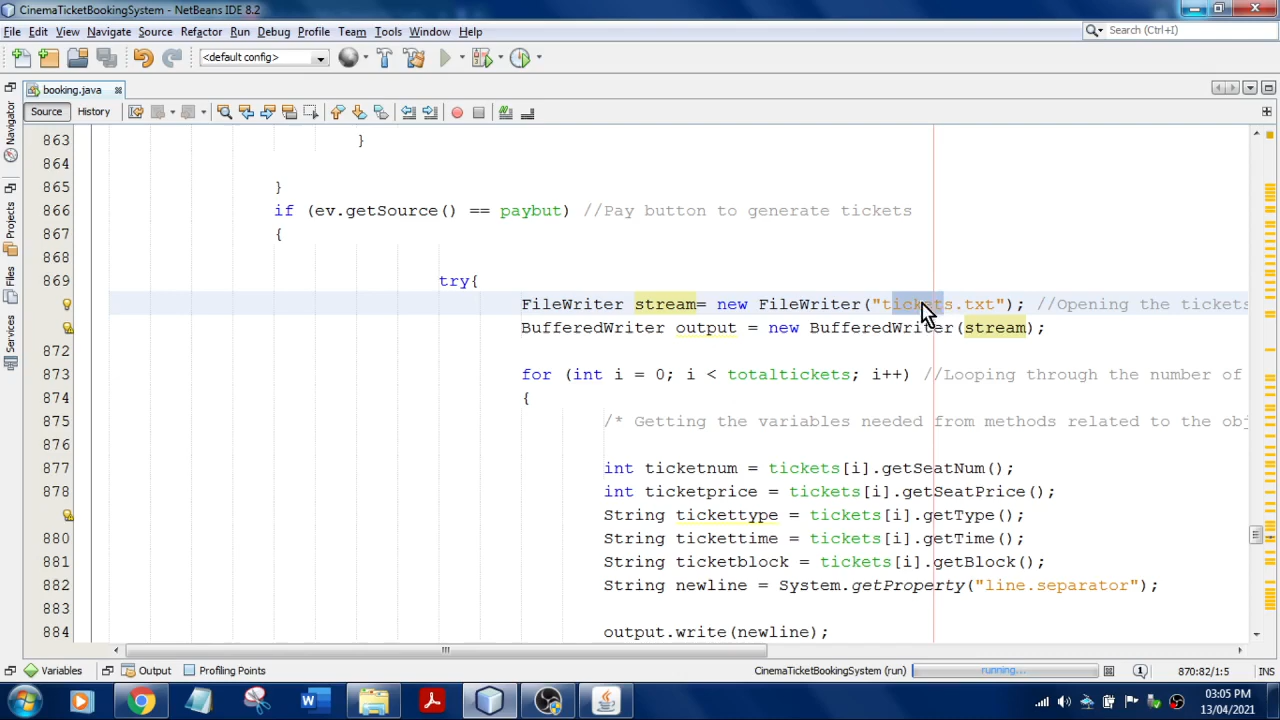 CinemaTicketBookingSystem - NetBeans IDE 8.2
File Edit View Navigate Source Refactor Run Debug Profile Team Tools Window Help
Search (Ctrl+I)
<default config>
booking.java
Source History
Navigator
Projects
Files
Services
863 }
864
865 }
866 if (ev.getSource() == paybut) //Pay button to generate tickets
867 {
868
869 try{
FileWriter stream= new FileWriter("tickets.txt"); //Opening the tickets
BufferedWriter output = new BufferedWriter(stream);
872
873 for (int i = 0; i < totaltickets; i++) //Looping through the number of
874 {
875 /* Getting the variables needed from methods related to the obj
876
877 int ticketnum = tickets[i].getSeatNum();
878 int ticketprice = tickets[i].getSeatPrice();
String tickettype = tickets[i].getType();
880 String tickettime = tickets[i].getTime();
881 String ticketblock = tickets[i].getBlock();
882 String newline = System.getProperty("line.separator");
883
884 output.write(newline);
Variables Output Profiling Points CinemaTicketBookingSystem (run) running... 1 870:82/1:5
03:05 PM
13/04/2021